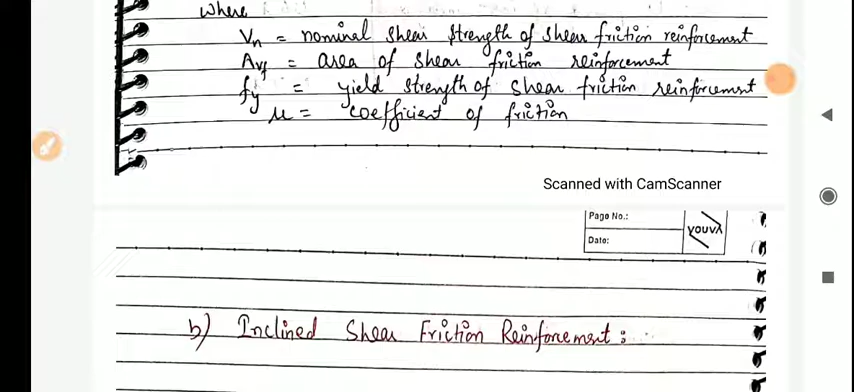 where
Vn = nominal shear strength of shear friction reinforcement
Avf = area of shear friction reinforcement
fy = yield strength of shear friction reinforcement
μ = coefficient of friction
Scanned with CamScanner
Page No.:
Date:
YOUVA
b) Inclined Shear Friction Reinforcement :